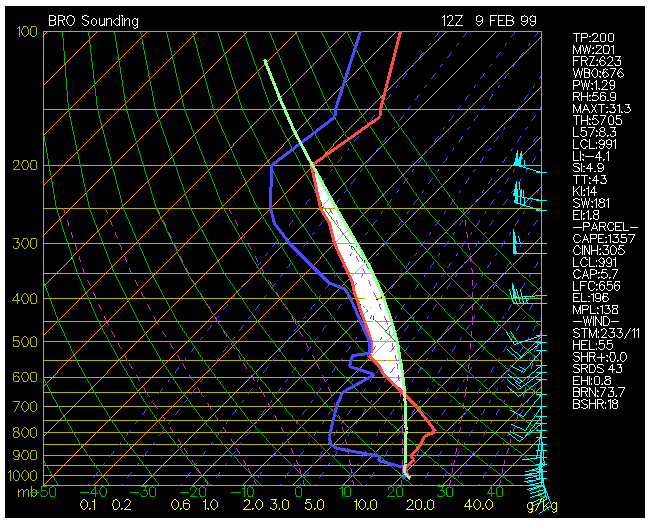 BRO Sounding 12Z 9 FEB 99
100
200
300
400
500
600
700
800
900
1000
mb -50 -40 -30 -20 -10 0 10 20 30 40
0.1 0.2 0.6 1.0 2.0 3.0 5.0 10.0 20.0 40.0 g/kg
TP:200
MW:201
FRZ:623
WB0:676
PW:1.29
RH:56.9
MAXT:31.3
TH:5705
L57:8.3
LCL:991
LI:-4.1
SI:4.9
TT:43
KI:14
SW:181
EI:1.8
-PARCEL-
CAPE:1357
CINH:305
LCL:991
CAP:5.7
LFC:656
EL:196
MPL:138
-WIND-
STM:233/11
HEL:55
SHR+:0.0
SRDS 43
EHI:0.8
BRN:73.7
BSHR:18